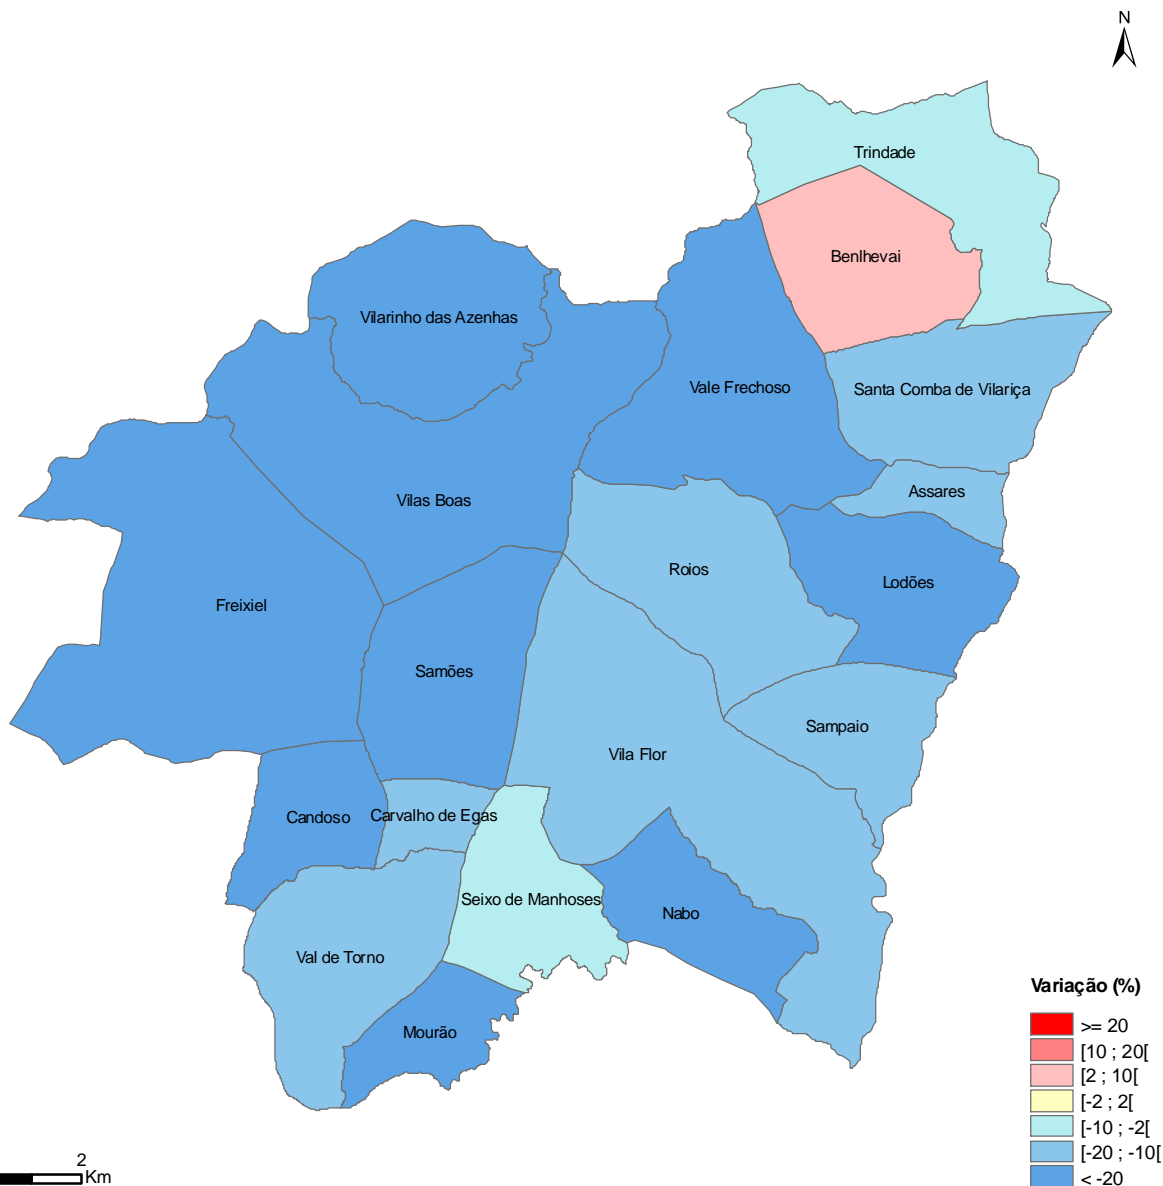 N
Trindade
Benlhevai
Vilarinho das Azenhas
Vale Frechoso
Santa Comba de Vilariça
Vilas Boas
Assares
Roios
Lodões
Freixiel
Samões
Sampaio
Vila Flor
Candoso
Carvalho de Egas
Seixo de Manhoses
Nabo
Val de Torno
Mourão
Variação (%)
>= 20
[10 ; 20[
[2 ; 10[
[-2 ; 2[
[-10 ; -2[
[-20 ; -10[
< -20
2
Km